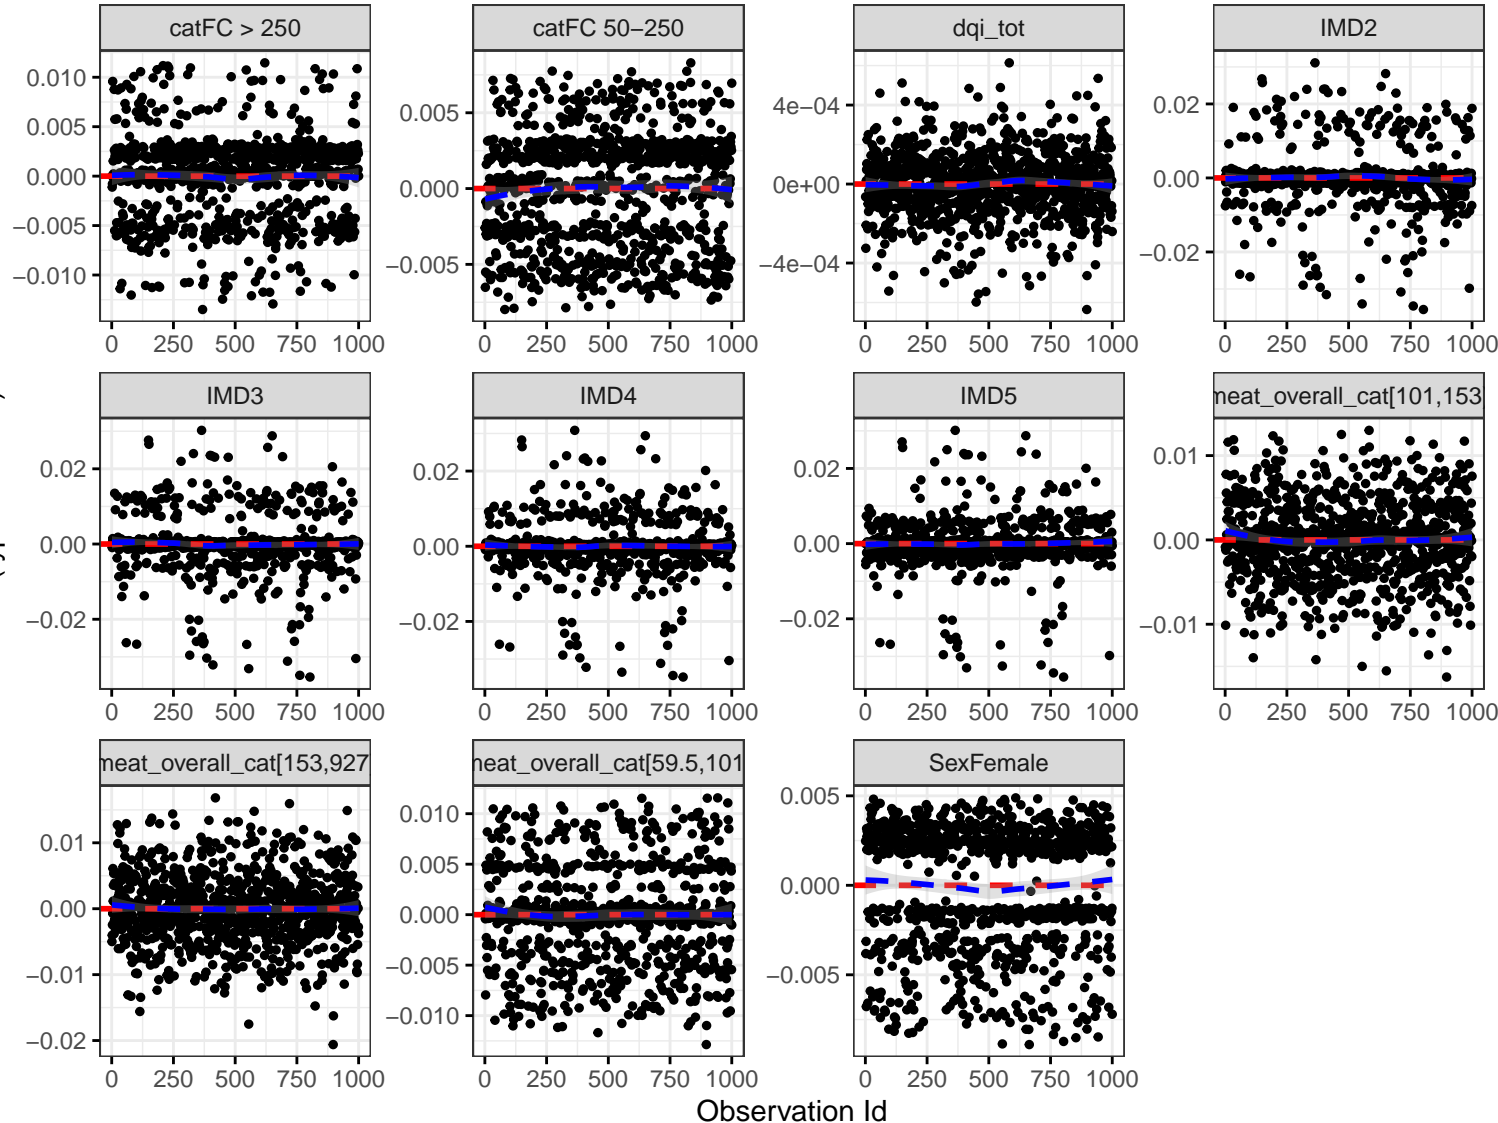 catFC > 250
catFC 50−250
dqi_tot
IMD2
0.010
0.005
0.000
−0.005
−0.010
0.005
0.000
−0.005
4e−04
0e+00
−4e−04
0.02
0.00
−0.02
0 250 500 750 1000
0 250 500 750 1000
0 250 500 750 1000
0 250 500 750 1000
IMD3
IMD4
IMD5
meat_overall_cat[101,153
0.02
0.00
−0.02
0.02
0.00
−0.02
0.02
0.00
−0.02
0.01
0.00
−0.01
0 250 500 750 1000
0 250 500 750 1000
0 250 500 750 1000
0 250 500 750 1000
meat_overall_cat[153,927
meat_overall_cat[59.5,101
SexFemale
0.01
0.00
−0.01
−0.02
0.010
0.005
0.000
−0.005
−0.010
0.005
0.000
−0.005
0 250 500 750 1000
0 250 500 750 1000
0 250 500 750 1000
Observation Id